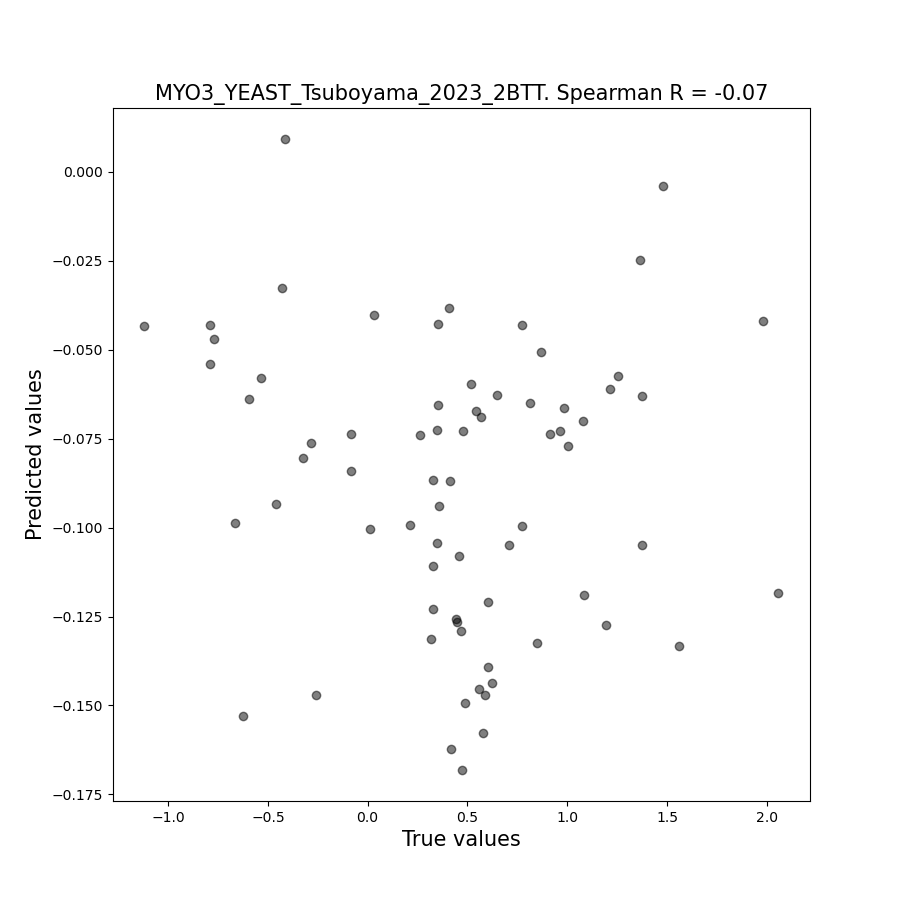 MYO3_YEAST_Tsuboyama_2023_2BTT. Spearman R = -0.07
0.000
−0.025
−0.050
−0.075
−0.100
−0.125
−0.150
−0.175
Predicted values
−1.0 −0.5 0.0 0.5 1.0 1.5 2.0
True values